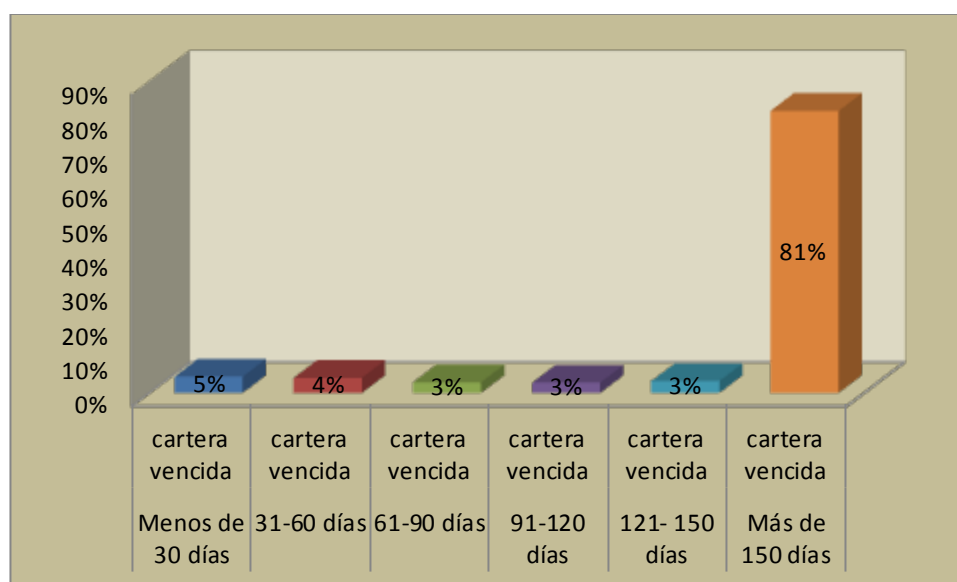 90%
80%
70%
60%
50%
40%
30%
20%
10%
0%
5%
4%
3%
3%
3%
81%
cartera
vencida
cartera
vencida
cartera
vencida
cartera
vencida
cartera
vencida
cartera
vencida
Menos de
30 días
31-60 días
61-90 días
91-120
días
121- 150
días
Más de
150 días